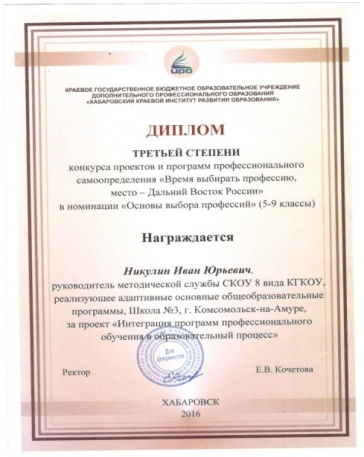 ИРО
КРАЕВОЕ ГОСУДАРСТВЕННОЕ БЮДЖЕТНОЕ ОБРАЗОВАТЕЛЬНОЕ УЧРЕЖДЕНИЕ
ДОПОЛНИТЕЛЬНОГО ПРОФЕССИОНАЛЬНОГО ОБРАЗОВАНИЯ
«ХАБАРОВСКИЙ КРАЕВОЙ ИНСТИТУТ РАЗВИТИЯ ОБРАЗОВАНИЯ»
ДИПЛОМ
ТРЕТЬЕЙ СТЕПЕНИ
конкурса проектов и программ профессионального
самоопределения «Время выбирать профессию,
место – Дальний Восток России»
в номинации «Основы выбора профессий» (5-9 классы)
Награждается
Никулин Иван Юрьевич,
руководитель методической службы СКОУ 8 вида КГКОУ,
реализующее адаптивные основные общеобразовательные
программы, Школа №3, г. Комсомольск-на-Амуре,
за проект «Интеграция программ профессионального
обучения в образовательный процесс»
Для
документов
Ректор
Е.В. Кочетова
ХАБАРОВСК
2016